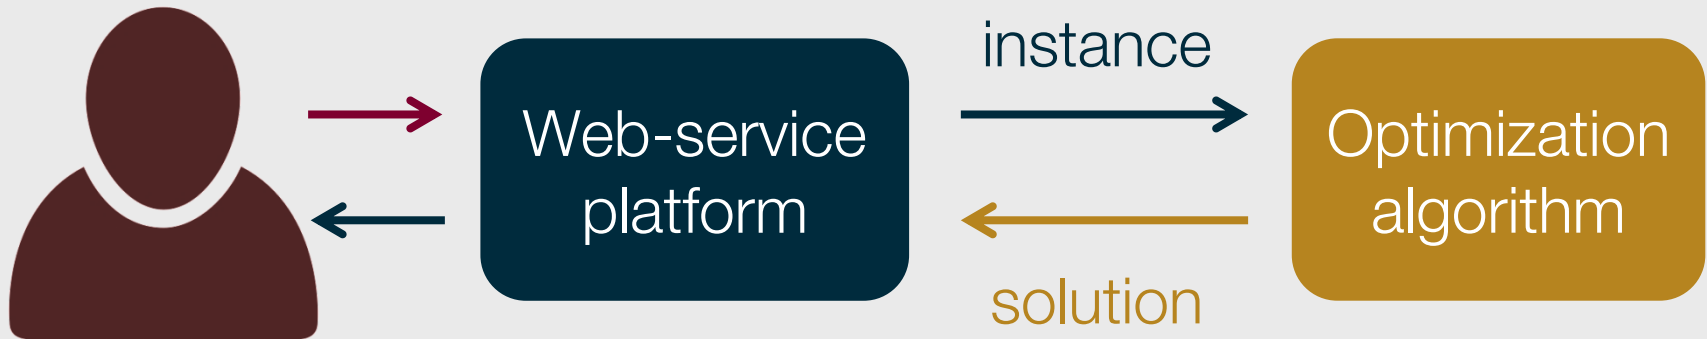 instance
Web-service
platform
Optimization
algorithm
solution